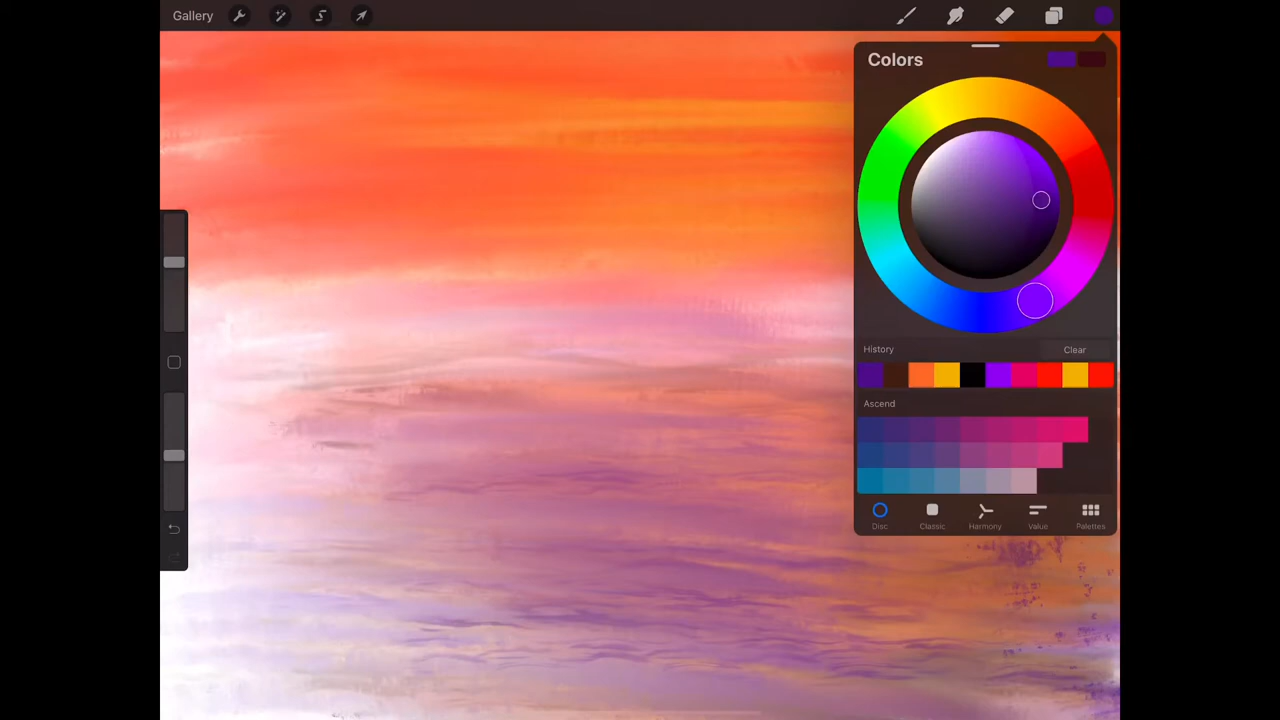 Gallery
Colors
History Clear
Ascend
Disc Classic Harmony Value Palettes